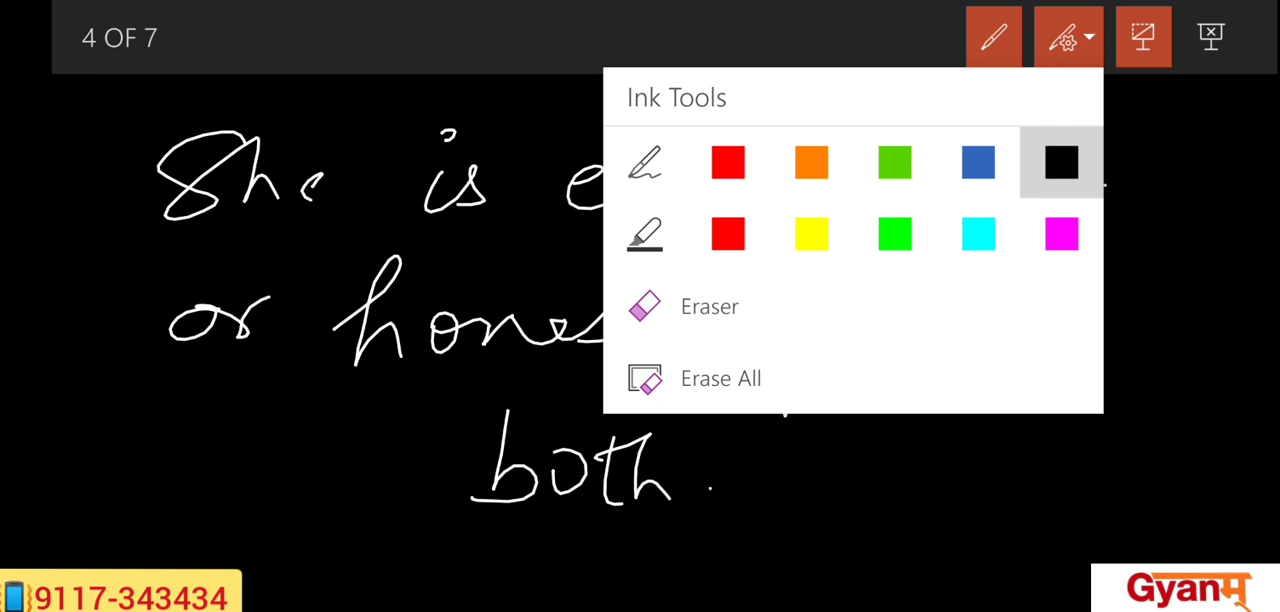 4 OF 7
Ink Tools
She is
or hones
Eraser
Erase All
both.
9117-343434
Gyanम्